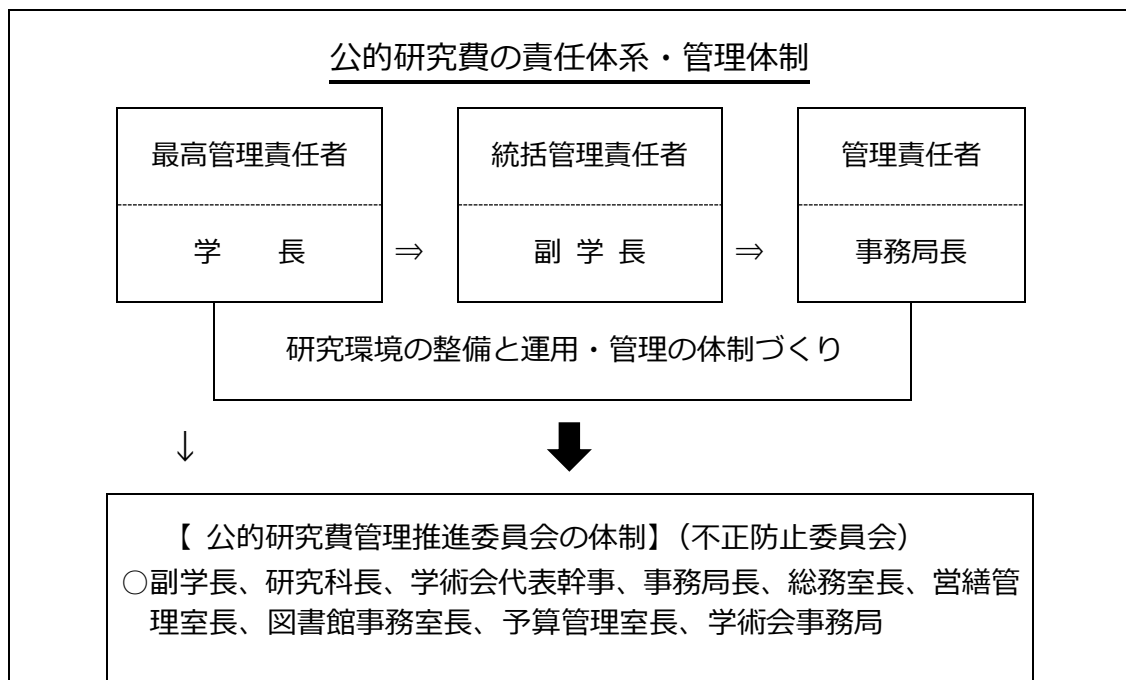 公的研究費の責任体系・管理体制
最高管理責任者
統括管理責任者
管理責任者
学　　長
⇒
副 学 長
⇒
事務局長
研究環境の整備と運用・管理の体制づくり
↓
【 公的研究費管理推進委員会の体制】（不正防止委員会）
○副学長、研究科長、学術会代表幹事、事務局長、総務室長、営繕管
理室長、図書館事務室長、予算管理室長、学術会事務局